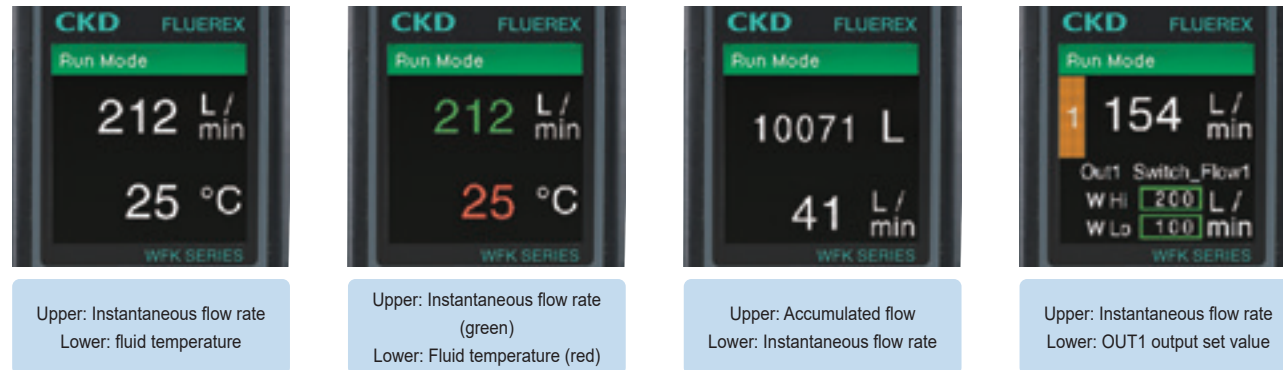 CKD FLUEREX
Run Mode
212 L/min
25 °C
WFK SERIES
Upper: Instantaneous flow rate
Lower: fluid temperature
CKD FLUEREX
Run Mode
212 L/min
25 °C
WFK SERIES
Upper: Instantaneous flow rate
(green)
Lower: Fluid temperature (red)
CKD FLUEREX
Run Mode
10071 L
41 L/min
WFK SERIES
Upper: Accumulated flow
Lower: Instantaneous flow rate
CKD FLUEREX
Run Mode
1 154 L/min
Out1 Switch_Flow1
W Hi 200 L/
W Lo 100 min
WFK SERIES
Upper: Instantaneous flow rate
Lower: OUT1 output set value